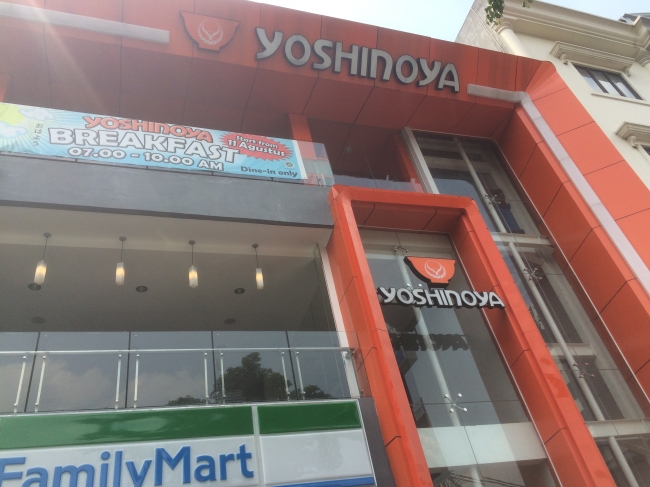 YOSHINOYA
YOSHINOYA
BREAKFAST
07.00 - 10.00 AM
Start from
11 Agustus
Dine-in only
YOSHINOYA
FamilyMart